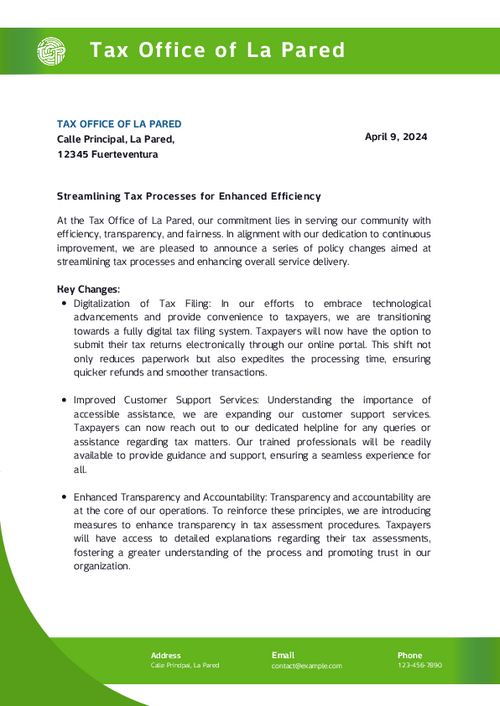 Tax Office of La Pared
TAX OFFICE OF LA PARED
Calle Principal, La Pared,
12345 Fuerteventura
April 9, 2024
Streamlining Tax Processes for Enhanced Efficiency
At the Tax Office of La Pared, our commitment lies in serving our community with
efficiency, transparency, and fairness. In alignment with our dedication to continuous
improvement, we are pleased to announce a series of policy changes aimed at
streamlining tax processes and enhancing overall service delivery.
Key Changes:
• Digitalization of Tax Filing: In our efforts to embrace technological
advancements and provide convenience to taxpayers, we are transitioning
towards a fully digital tax filing system. Taxpayers will now have the option to
submit their tax returns electronically through our online portal. This shift not
only reduces paperwork but also expedites the processing time, ensuring
quicker refunds and smoother transactions.
• Improved Customer Support Services: Understanding the importance of
accessible assistance, we are expanding our customer support services.
Taxpayers can now reach out to our dedicated helpline for any queries or
assistance regarding tax matters. Our trained professionals will be readily
available to provide guidance and support, ensuring a seamless experience for
all.
• Enhanced Transparency and Accountability: Transparency and accountability are
at the core of our operations. To reinforce these principles, we are introducing
measures to enhance transparency in tax assessment procedures. Taxpayers
will have access to detailed explanations regarding their tax assessments,
fostering a greater understanding of the process and promoting trust in our
organization.
Address
Calle Principal, La Pared
Email
contact@example.com
Phone
123-456-7890